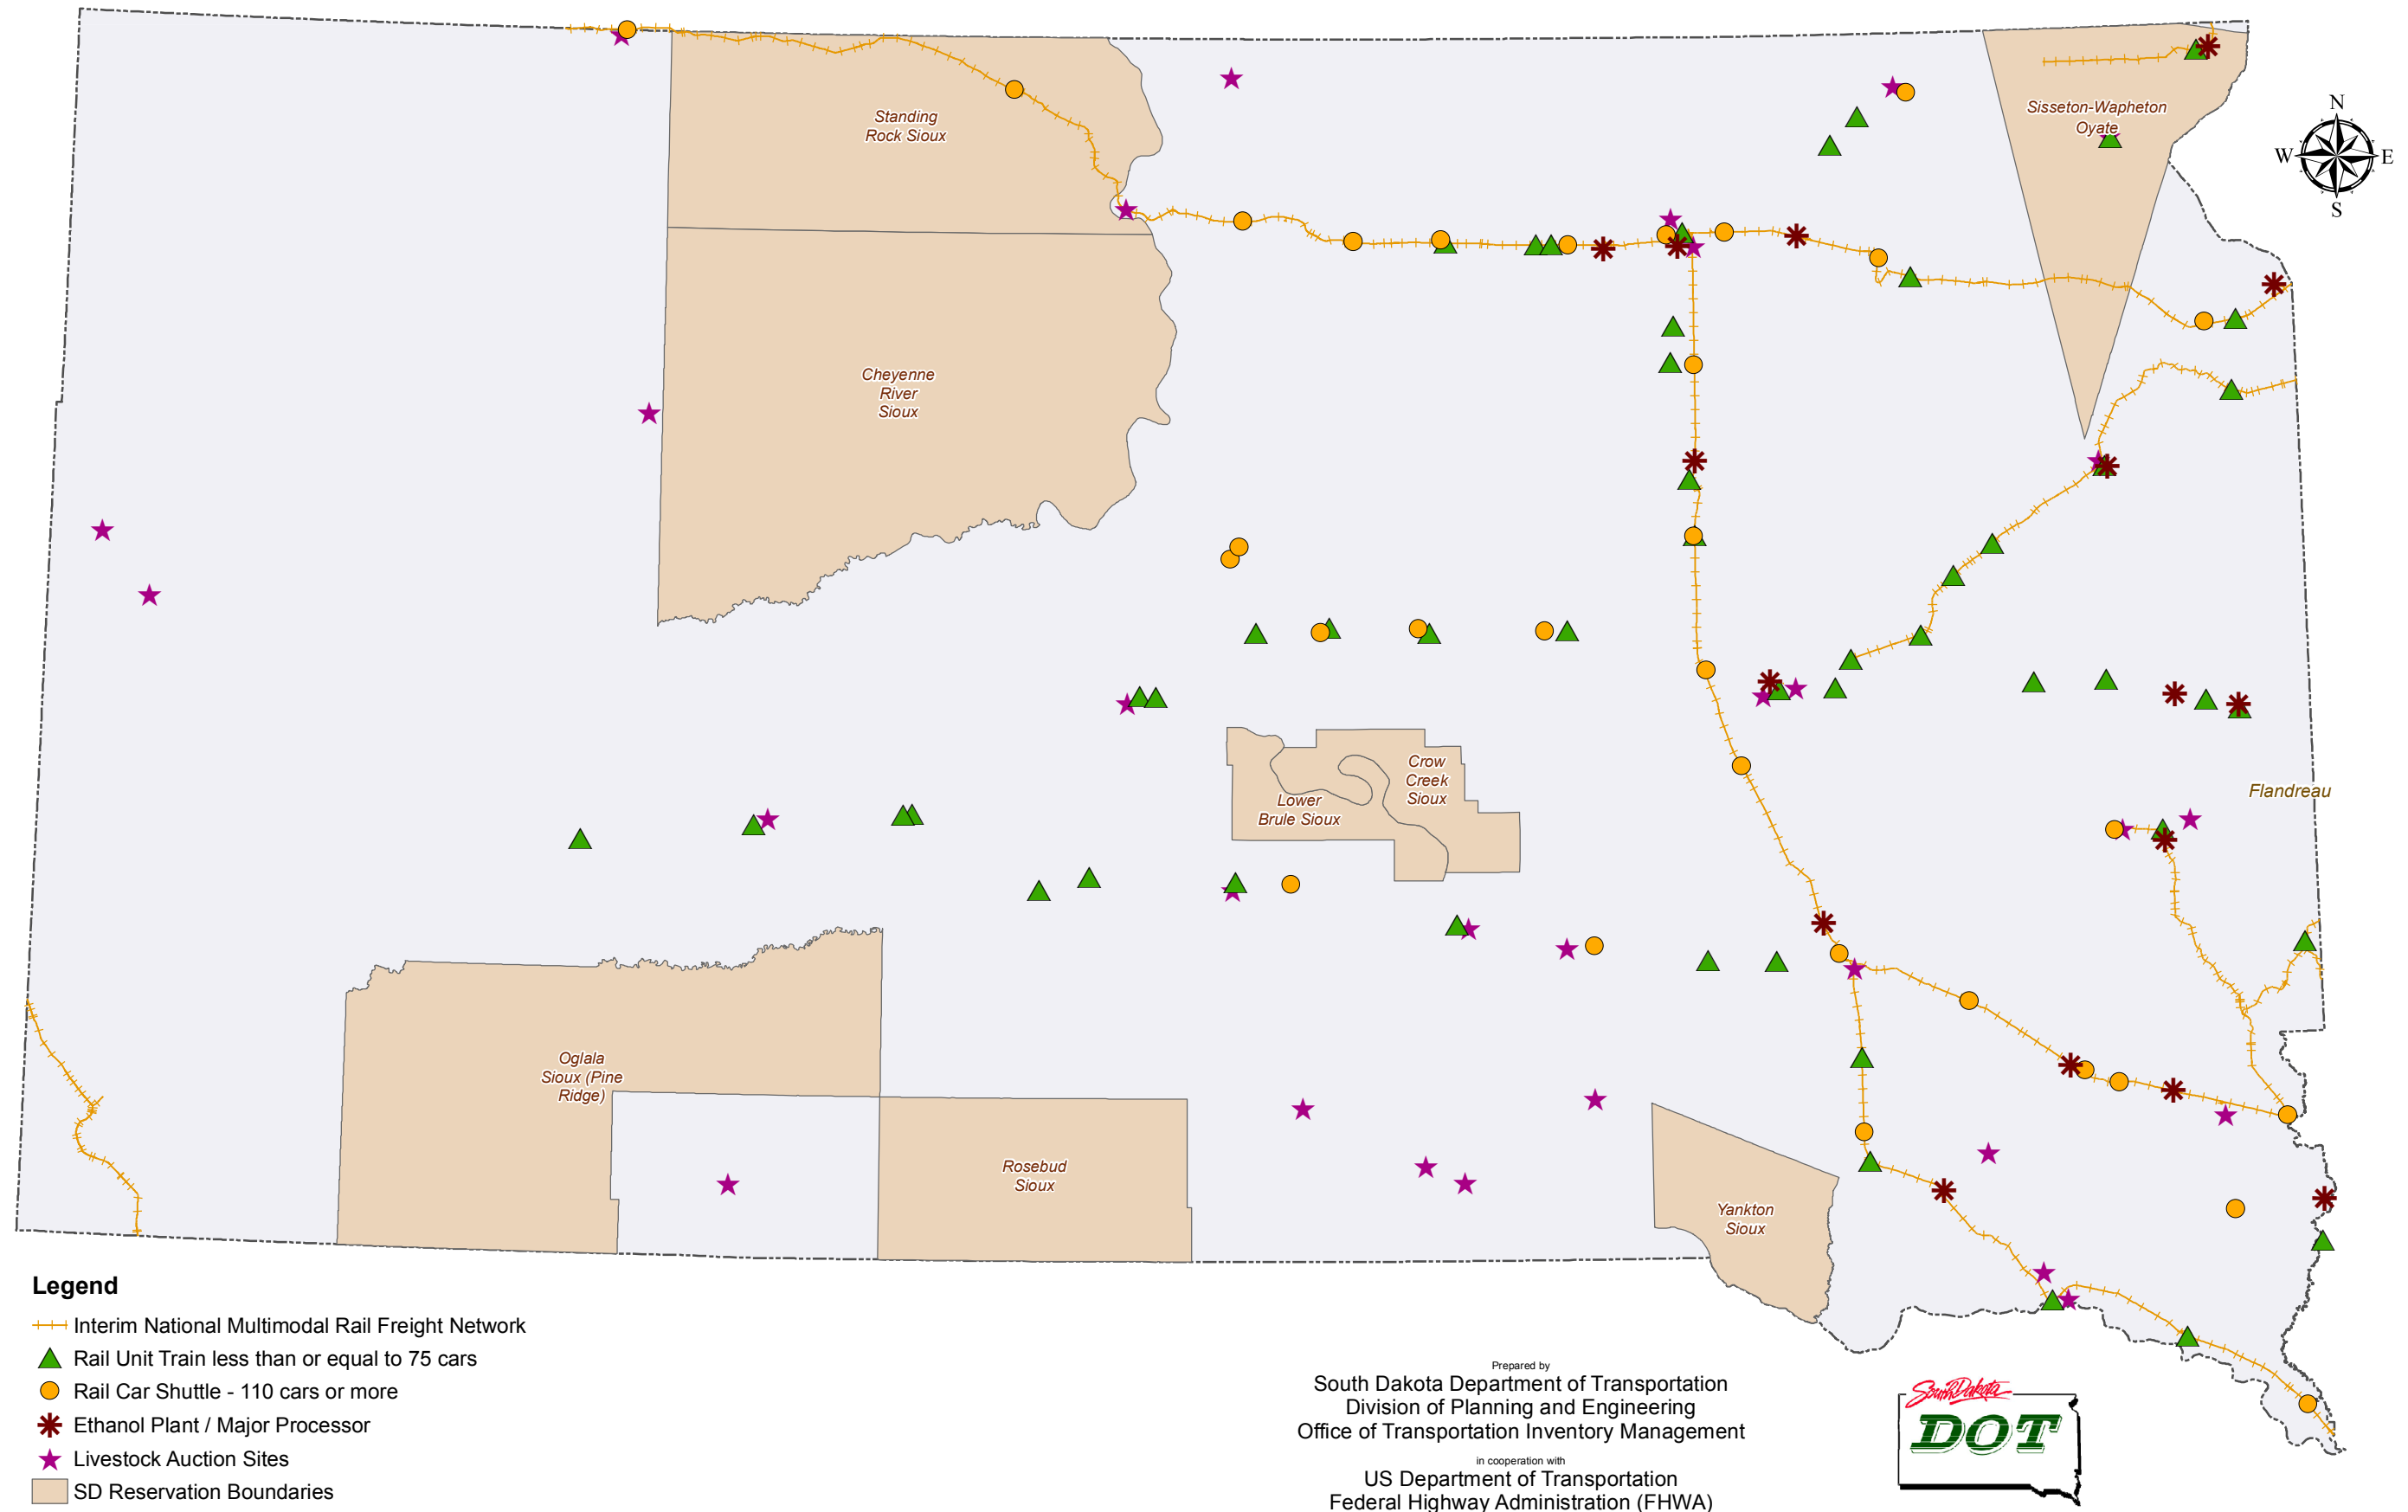 N
W
E
S
Standing
Rock Sioux
Sisseton-Wapheton
Oyate
Cheyenne
River
Sioux
Crow
Creek
Sioux
Lower
Brule Sioux
Flandreau
Oglala
Sioux (Pine
Ridge)
Rosebud
Sioux
Yankton
Sioux
Legend
Interim National Multimodal Rail Freight Network
Rail Unit Train less than or equal to 75 cars
Rail Car Shuttle - 110 cars or more
Ethanol Plant / Major Processor
Livestock Auction Sites
SD Reservation Boundaries
Prepared by
South Dakota Department of Transportation
Division of Planning and Engineering
Office of Transportation Inventory Management
in cooperation with
US Department of Transportation
Federal Highway Administration (FHWA)
South Dakota
DOT